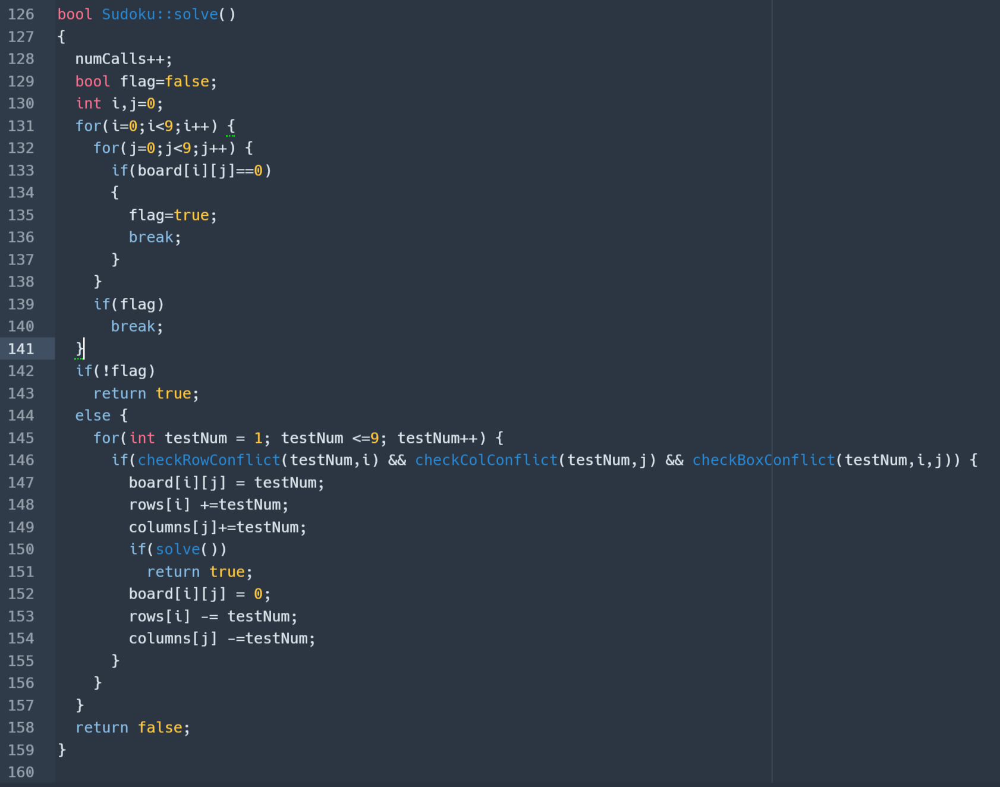 126 bool Sudoku::solve()
127 {
128   numCalls++;
129   bool flag=false;
130   int i,j=0;
131   for(i=0;i<9;i++) {
132     for(j=0;j<9;j++) {
133       if(board[i][j]==0)
134       {
135         flag=true;
136         break;
137       }
138     }
139     if(flag)
140       break;
141   }
142   if(!flag)
143     return true;
144   else {
145     for(int testNum = 1; testNum <=9; testNum++) {
146       if(checkRowConflict(testNum,i) && checkColConflict(testNum,j) && checkBoxConflict(testNum,i,j)) {
147         board[i][j] = testNum;
148         rows[i] +=testNum;
149         columns[j]+=testNum;
150         if(solve())
151           return true;
152         board[i][j] = 0;
153         rows[i] -= testNum;
154         columns[j] -=testNum;
155       }
156     }
157   }
158   return false;
159 }
160